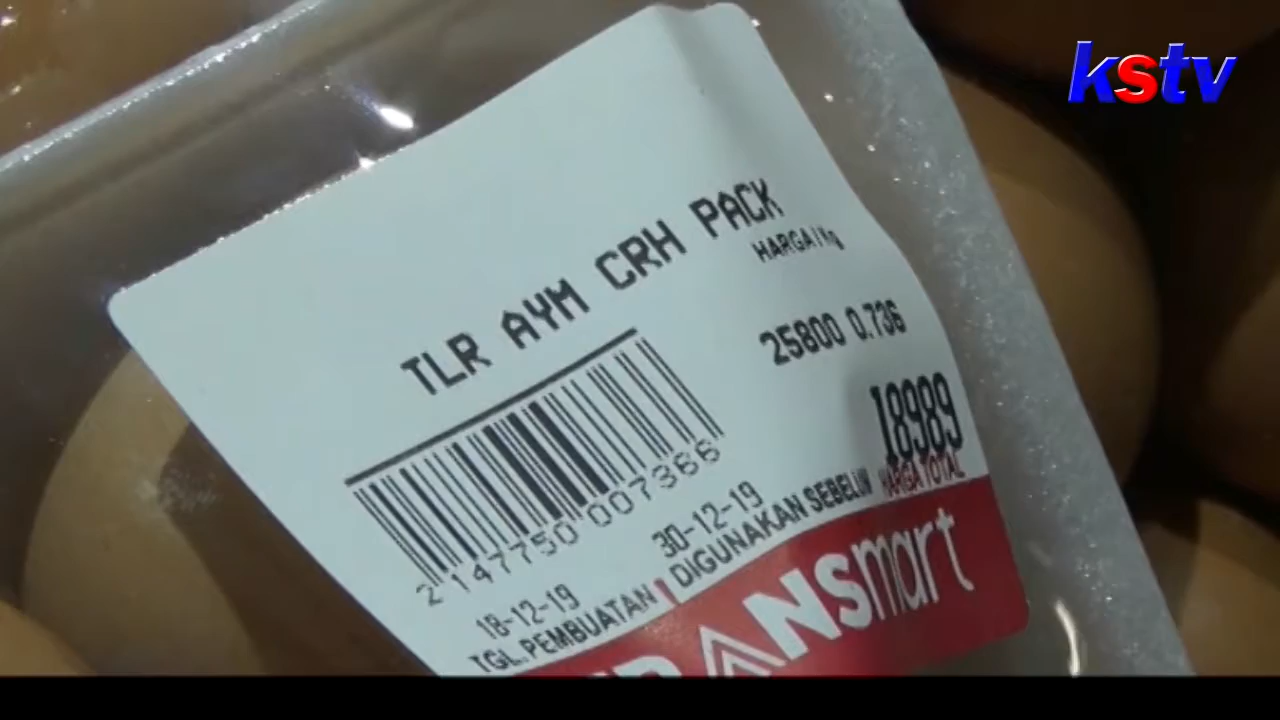 kstv
TLR AYM CRH PACK
HARGA/Kg
25800 0.736
18989
HARGA TOTAL
2 147750 007366
18-12-19
30-12-19
TGL. PEMBUATAN
DIGUNAKAN SEBELUM
TRANSmart